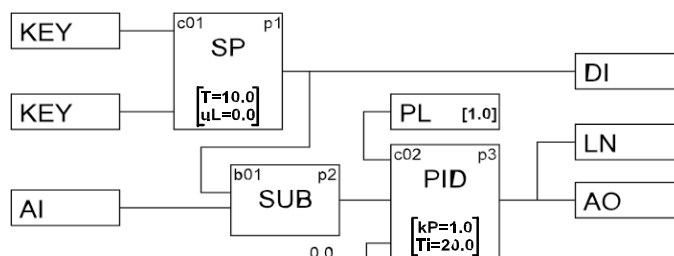 KEY
c01 p1
SP
T=10.0
uL=0.0
KEY
DI
PL [1.0]
LN
c02 p3
PID
b01 p2
SUB
AI
AO
kP=1.0
Ti=20.0
0.0